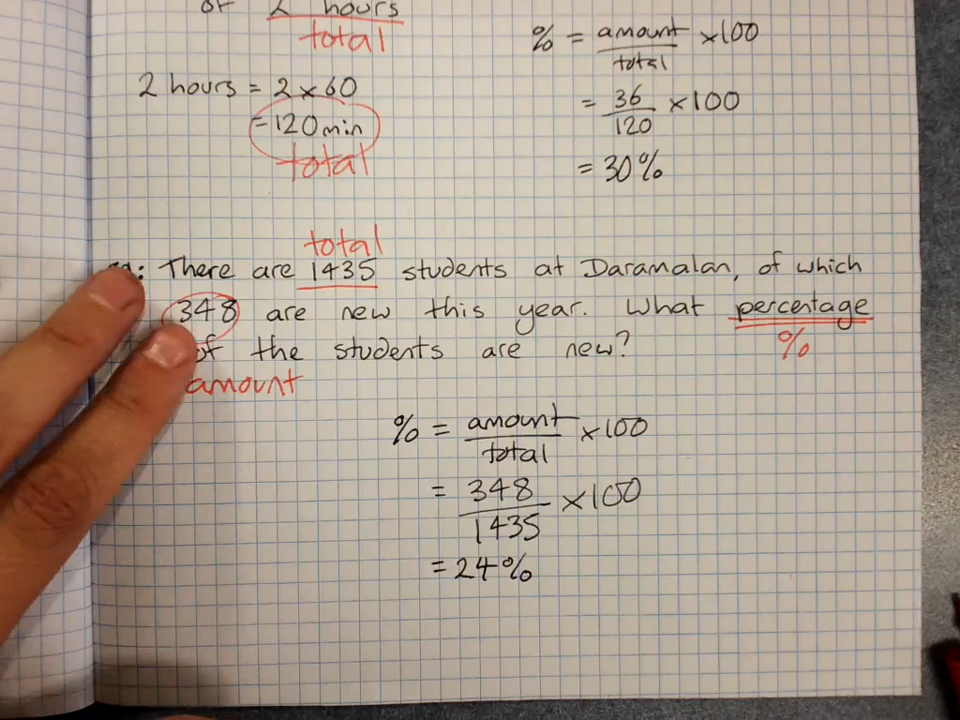 of 2 hours
total
2 hours = 2 × 60
= 120 min
total
% = amount/total × 100
= 36/120 × 100
= 30%
total
: There are 1435 students at Daramalan, of which
348 are new this year. What percentage
of the students are new? %
amount
% = amount/total × 100
= 348/1435 × 100
= 24%